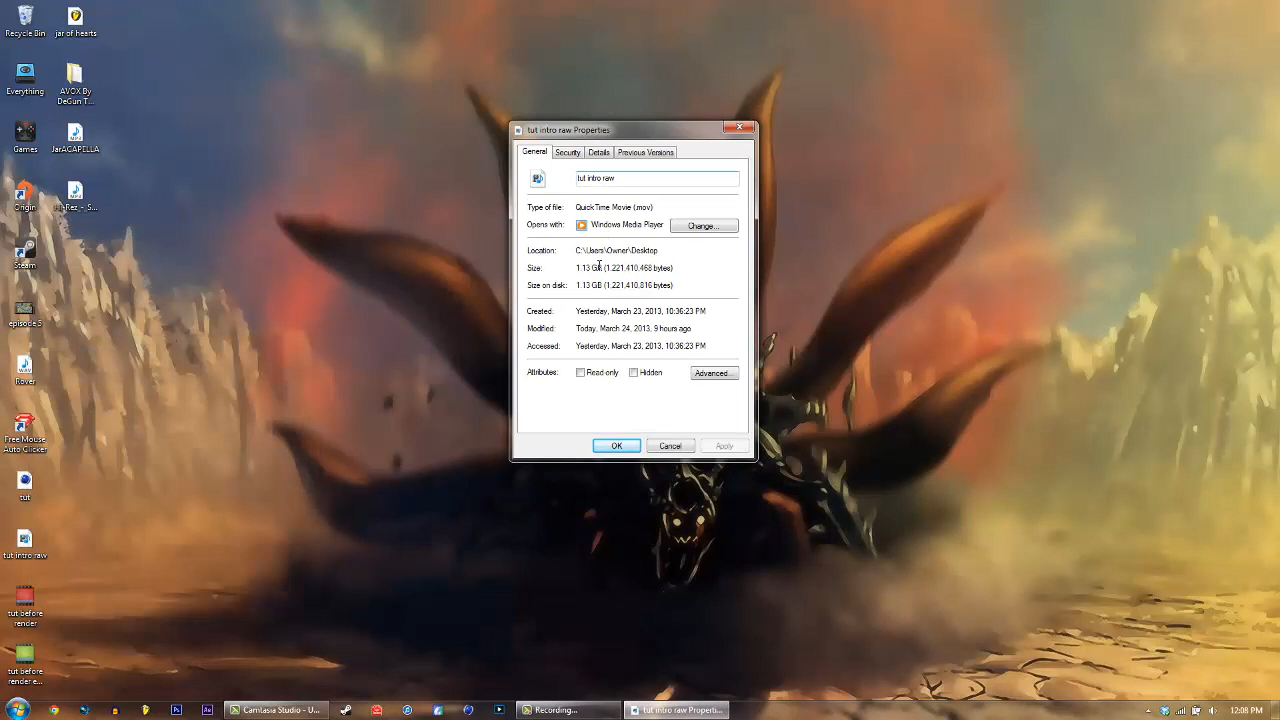 Recycle Bin
jar of hearts
Everything
AVOX By
DeGun T...
Games
JarACAPELLA
Origin
Hi-Rez - S...
Steam
episode 5
Rover
Free Mouse
Auto Clicker
tut
tut intro raw
tut before
render
tut before
render e...
tut intro raw Properties
General Security Details Previous Versions
tut intro raw
Type of file: QuickTime Movie (.mov)
Opens with: Windows Media Player Change...
Location: C:\Users\Owner\Desktop
Size: 1.13 GB (1,221,410,468 bytes)
Size on disk: 1.13 GB (1,221,410,816 bytes)
Created: Yesterday, March 23, 2013, 10:36:23 PM
Modified: Today, March 24, 2013, 9 hours ago
Accessed: Yesterday, March 23, 2013, 10:36:23 PM
Attributes: Read-only Hidden Advanced...
OK Cancel Apply
Camtasia Studio - U...
Recording...
tut intro raw Properti...
12:08 PM